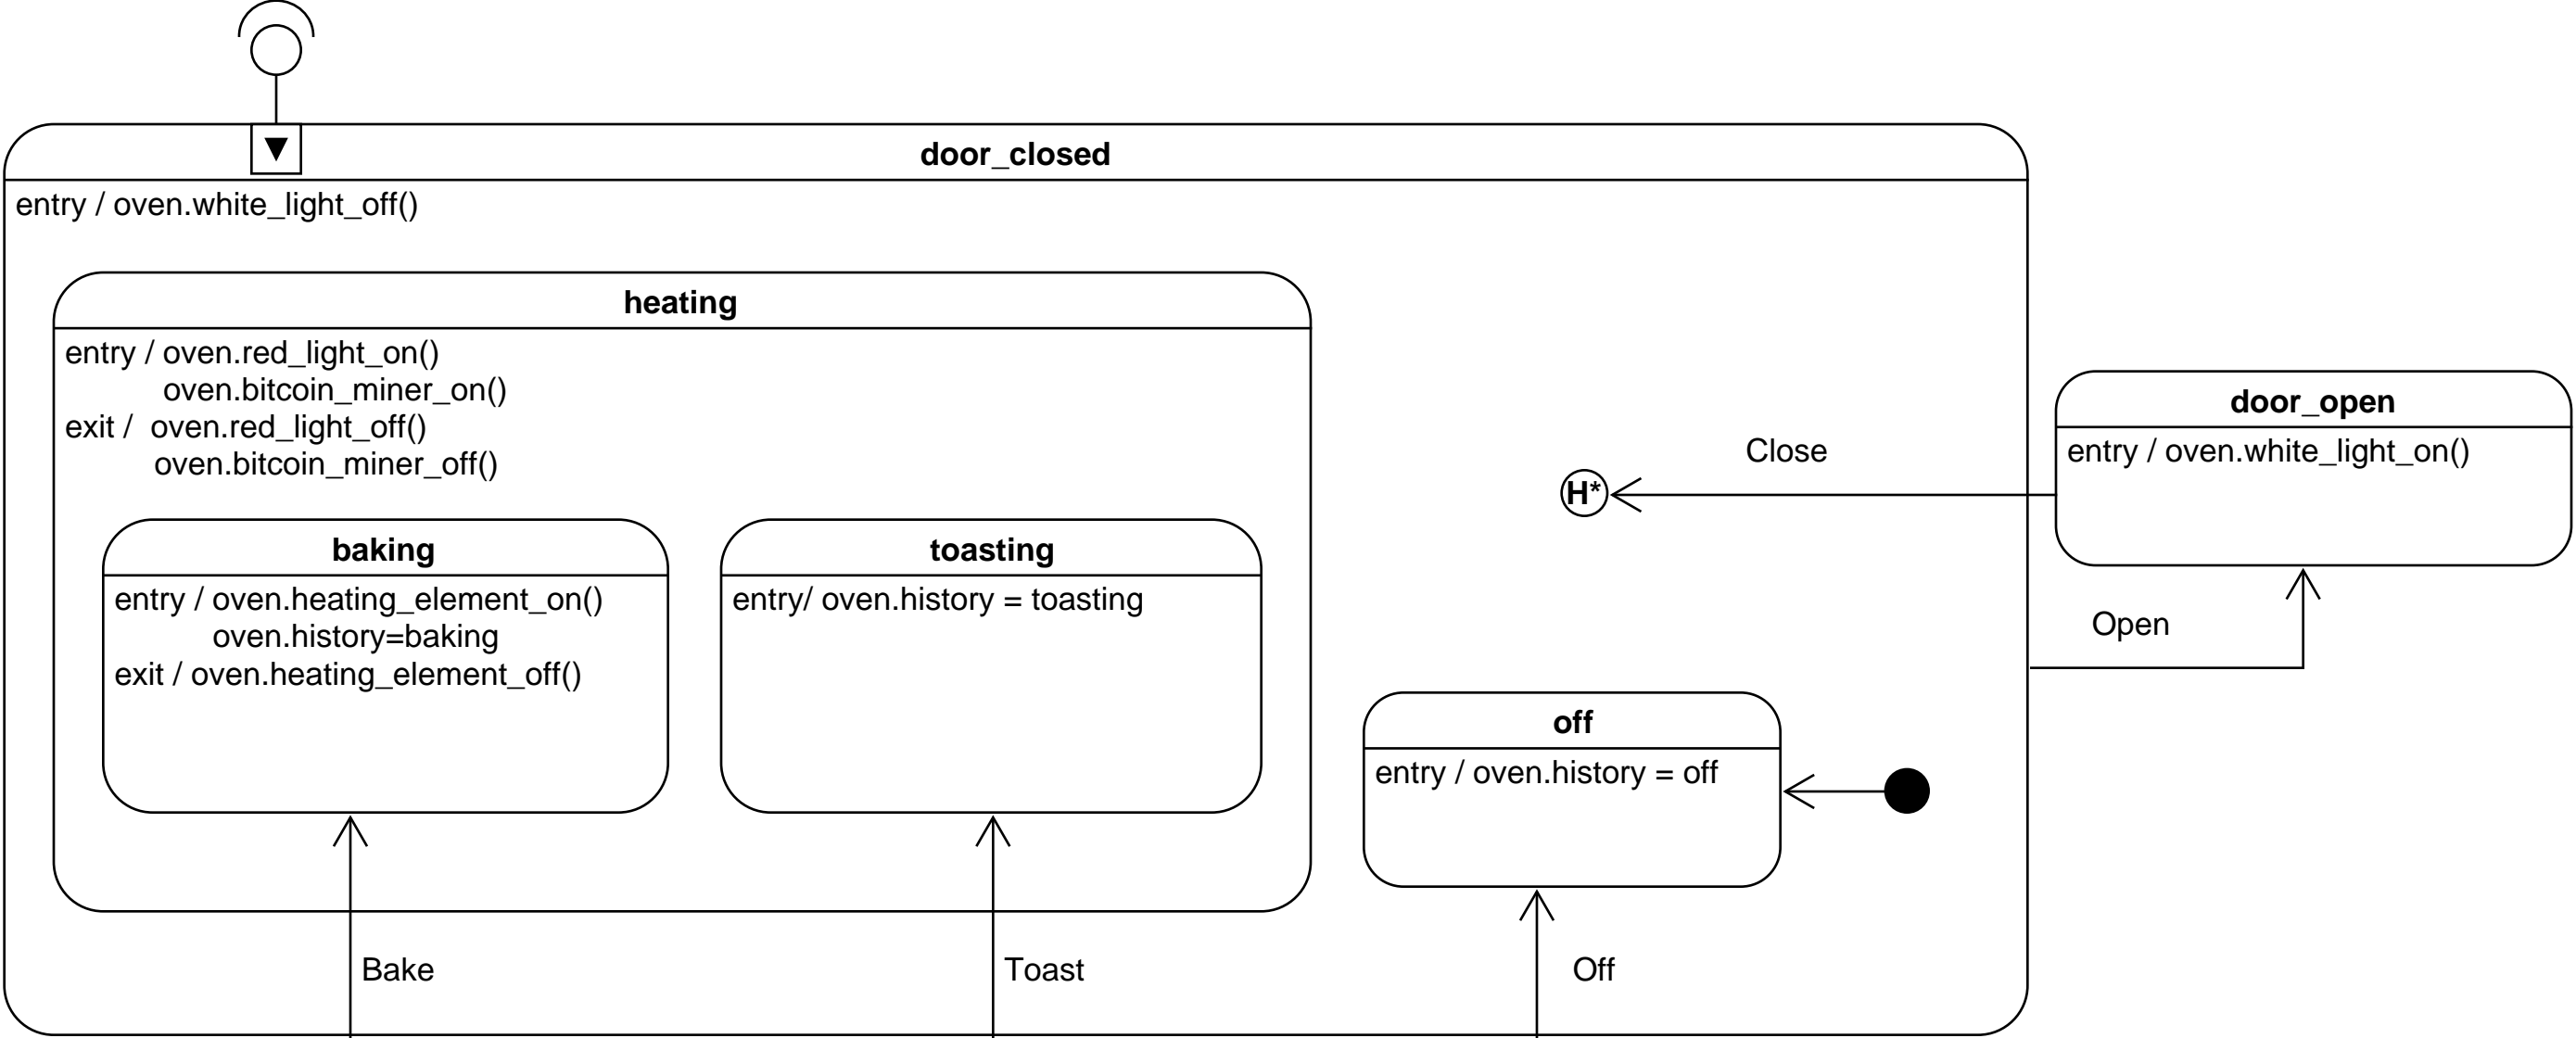 door_closed
entry / oven.white_light_off()
heating
entry / oven.red_light_on()
oven.bitcoin_miner_on()
exit /  oven.red_light_off()
oven.bitcoin_miner_off()
baking
entry / oven.heating_element_on()
oven.history=baking
exit / oven.heating_element_off()
toasting
entry/ oven.history = toasting
H*
Close
door_open
entry / oven.white_light_on()
Open
off
entry / oven.history = off
Bake
Toast
Off